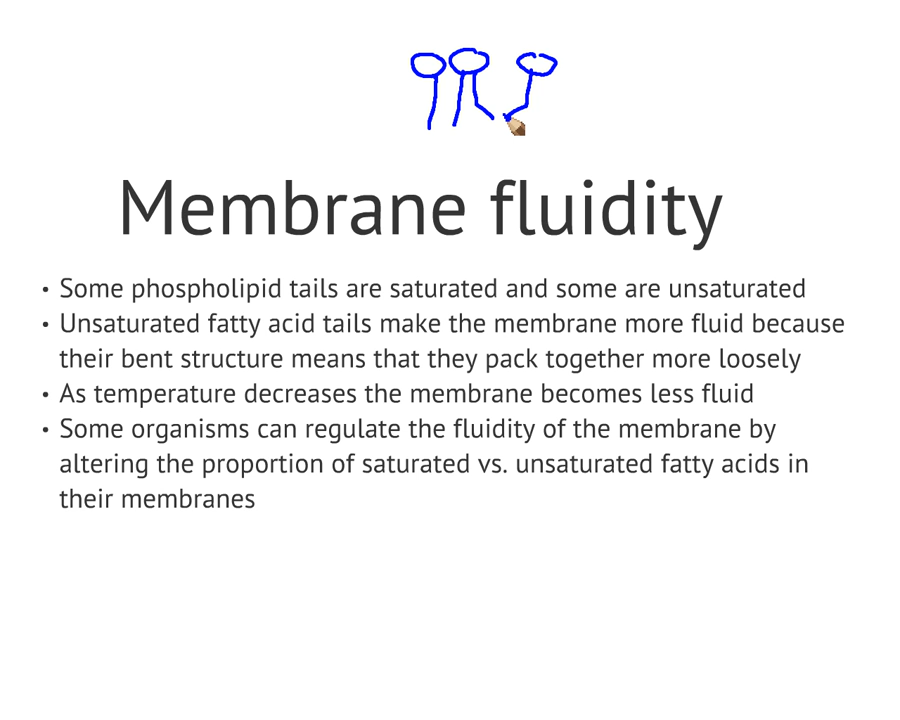 Membrane fluidity
• Some phospholipid tails are saturated and some are unsaturated
• Unsaturated fatty acid tails make the membrane more fluid because
their bent structure means that they pack together more loosely
• As temperature decreases the membrane becomes less fluid
• Some organisms can regulate the fluidity of the membrane by
altering the proportion of saturated vs. unsaturated fatty acids in
their membranes